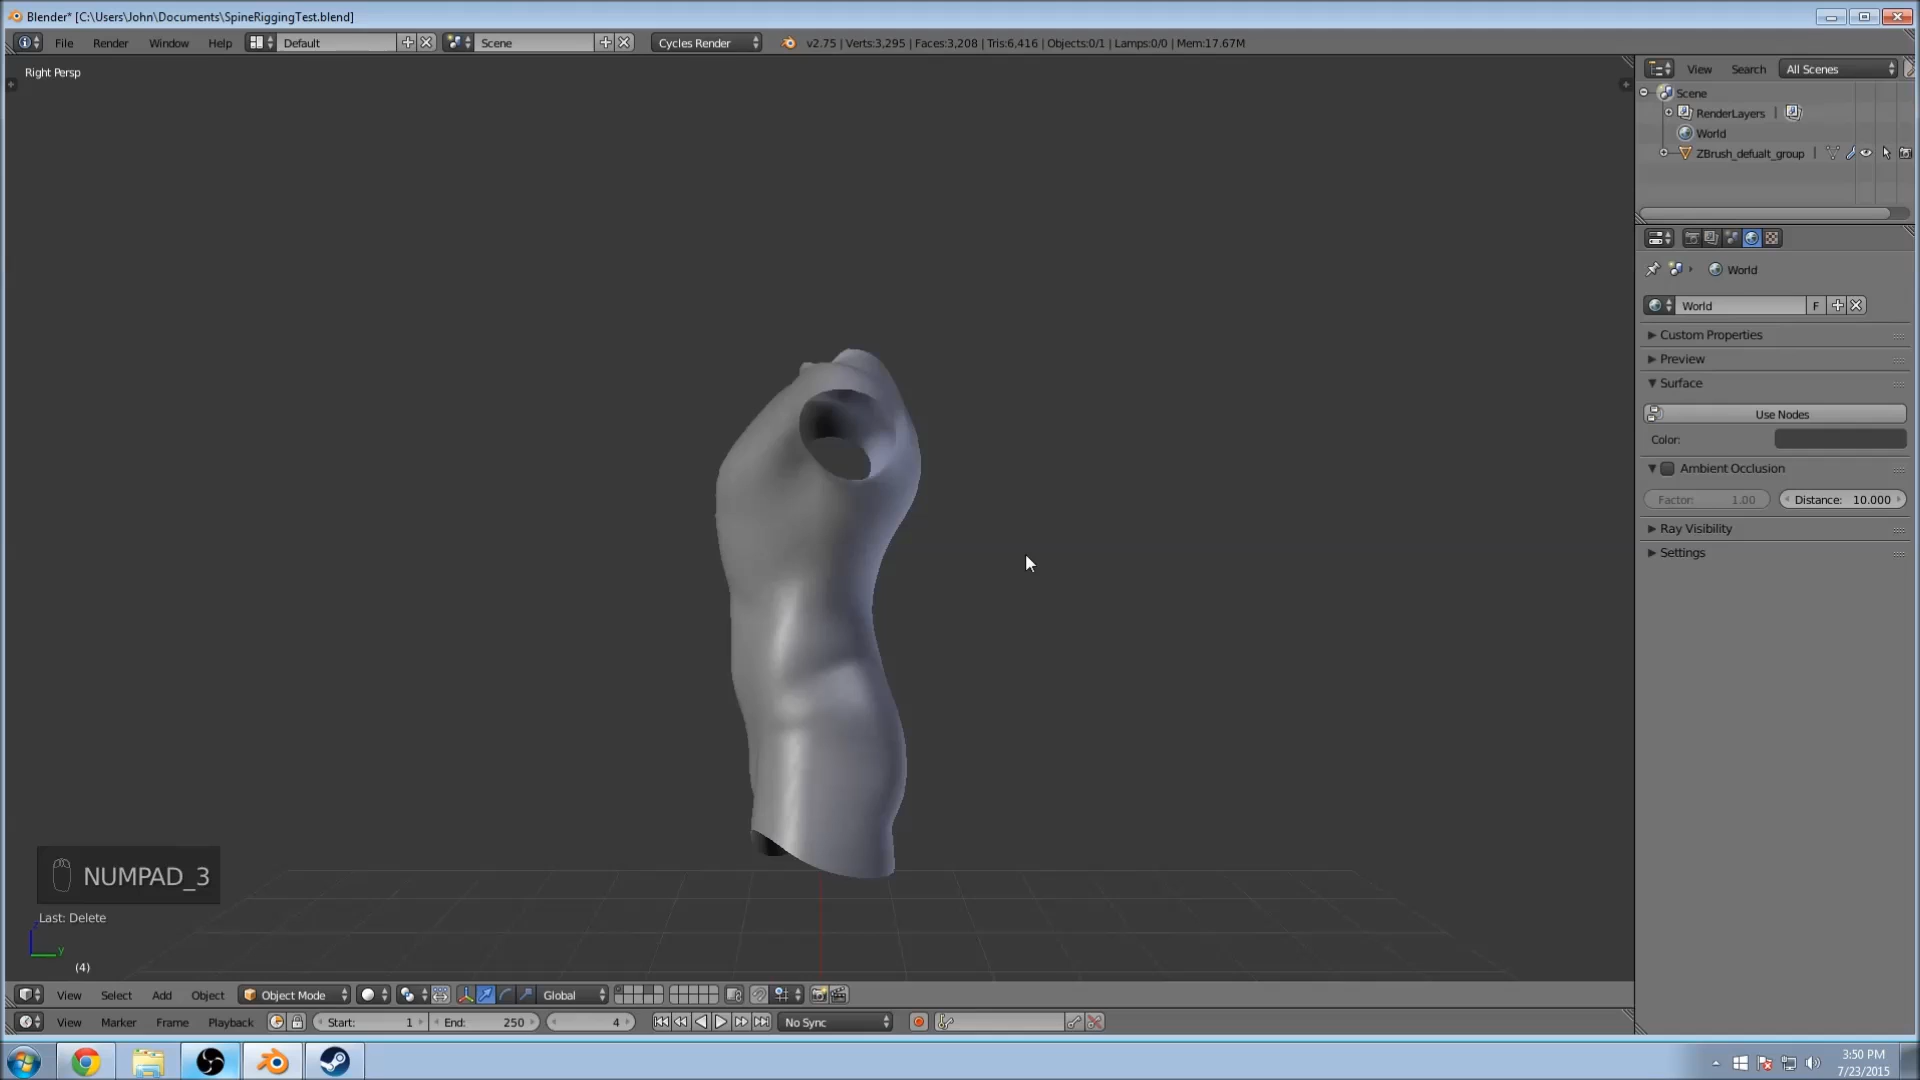 Blender* [C:\Users\John\Documents\SpineRiggingTest.blend]
File Render Window Help Default Scene Cycles Render v2.75 | Verts:3,295 | Faces:3,208 | Tris:6,416 | Objects:0/1 | Lamps:0/0 | Mem:17.67M
Right Persp
View Search All Scenes
Scene
RenderLayers |
World
ZBrush_defualt_group |
World
World F
Custom Properties
Preview
Surface
Use Nodes
Color:
Ambient Occlusion
Factor: 1.00 Distance: 10.000
Ray Visibility
Settings
NUMPAD_3
Last: Delete
y
(4)
View Select Add Object Object Mode Global
View Marker Frame Playback Start: 1 End: 250 4 No Sync
3:50 PM
7/23/2015